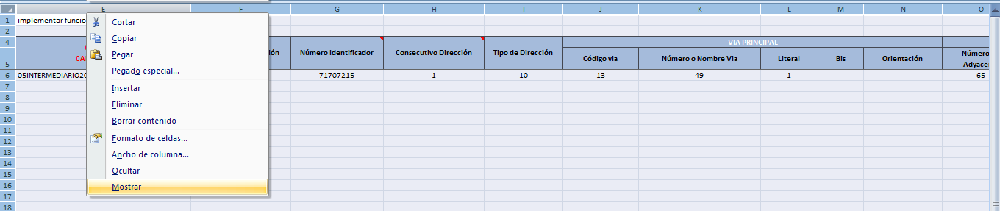 E F G H I J K L M N O
1 implementar funcio
2
4 VIA PRINCIPAL
CA ión Número Identificador Consecutivo Dirección Tipo de Dirección
5 Código via Número o Nombre Via Literal Bis Orientación Número
Adyacen
6 05INTERMEDIARIO20 71707215 1 10 13 49 1 65
7
8
9
10
11
12
13
14
15
16
17
18
Cortar
Copiar
Pegar
Pegado especial...
Insertar
Eliminar
Borrar contenido
Formato de celdas...
Ancho de columna...
Ocultar
Mostrar